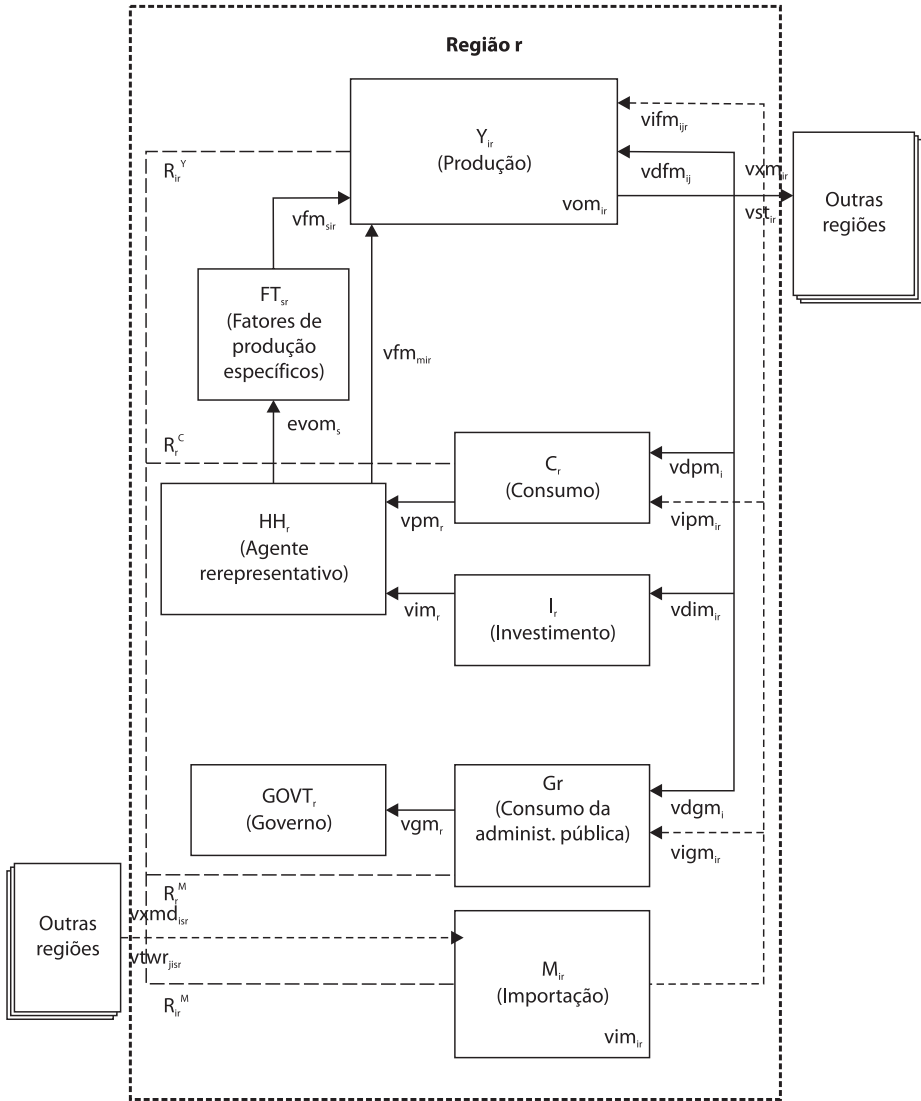 Região r
Y_ir
(Produção)
vom_ir
vifm_ijr
vdfm_ij
vxm_ir
vst_ir
Outras
regiões
R_ir^Y
vfm_sir
FT_sr
(Fatores de
produção
específicos)
vfm_mir
evom_s
R_r^C
C_r
(Consumo)
vdpm_i
vipm_ir
HH_r
(Agente
rerepresentativo)
vpm_r
vim_r
I_r
(Investimento)
vdim_ir
GOVT_r
(Governo)
vgm_r
Gr
(Consumo da
administ. pública)
vdgm_i
vigm_ir
R_r^M
Outras
regiões
vxmd_isr
vtwr_jisr
M_ir
(Importação)
vim_ir
R_ir^M